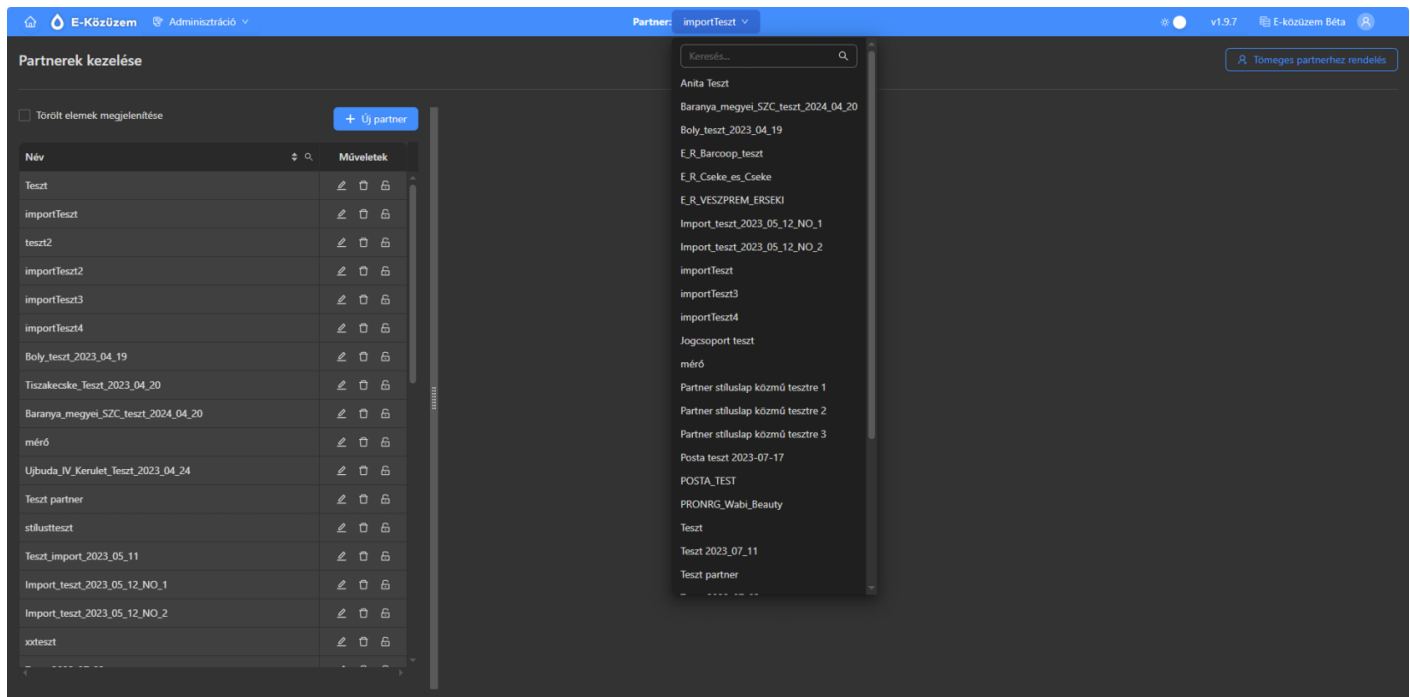 E-Közüzem
Adminisztráció
Partner: importTeszt
v1.9.7
E-közüzem Béta
Partnerek kezelése
Tömeges partnerhez rendelés
Törölt elemek megjelenítése
+ Új partner
Név
Műveletek
Teszt
importTeszt
teszt2
importTeszt2
importTeszt3
importTeszt4
Boly_teszt_2023_04_19
Tiszakecske_Teszt_2023_04_20
Baranya_megyei_SZC_teszt_2024_04_20
mérő
Ujbuda_IV_Kerulet_Teszt_2023_04_24
Teszt partner
stílustteszt
Teszt_import_2023_05_11
Import_teszt_2023_05_12_NO_1
Import_teszt_2023_05_12_NO_2
xxteszt
Keresés...
Anita Teszt
Baranya_megyei_SZC_teszt_2024_04_20
Boly_teszt_2023_04_19
E_R_Barcoop_teszt
E_R_Cseke_es_Cseke
E_R_VESZPREM_ERSEKI
Import_teszt_2023_05_12_NO_1
Import_teszt_2023_05_12_NO_2
importTeszt
importTeszt3
importTeszt4
Jogcsoport teszt
mérő
Partner stíluslap közmű tesztre 1
Partner stíluslap közmű tesztre 2
Partner stíluslap közmű tesztre 3
Posta teszt 2023-07-17
POSTA_TEST
PRONRG_Wabi_Beauty
Teszt
Teszt 2023_07_11
Teszt partner